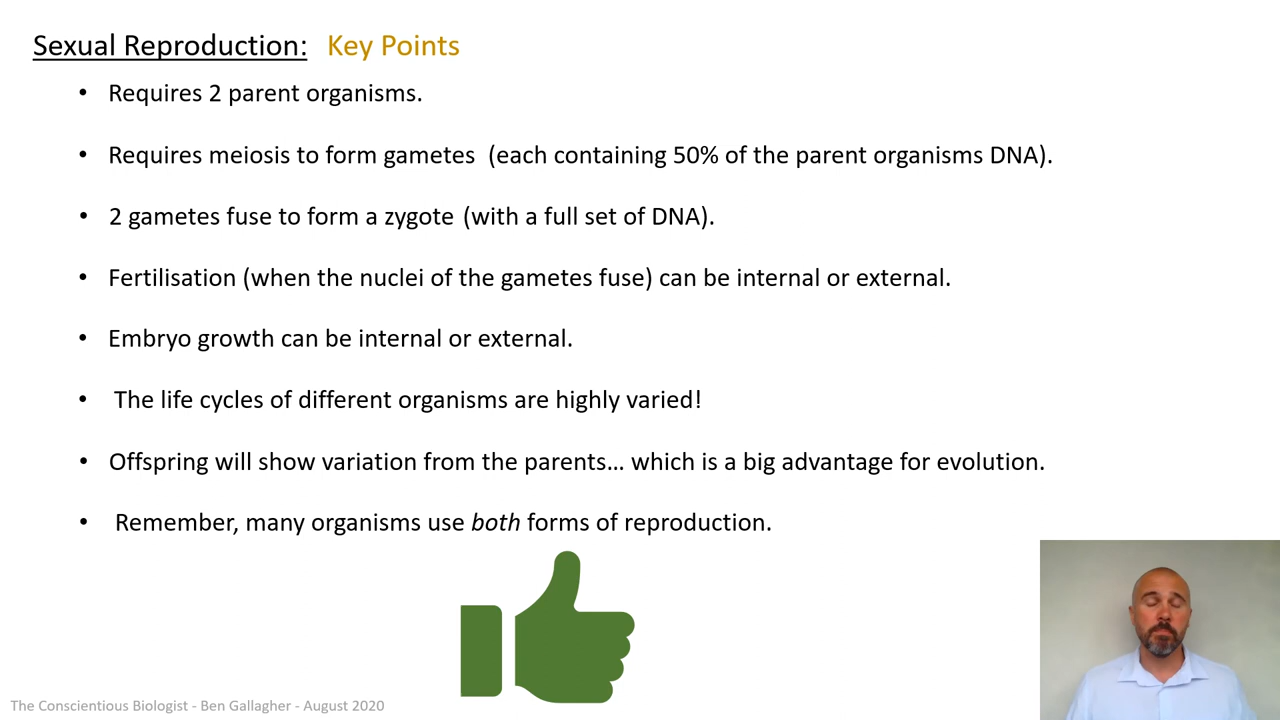 Sexual Reproduction: Key Points
• Requires 2 parent organisms.
• Requires meiosis to form gametes (each containing 50% of the parent organisms DNA).
• 2 gametes fuse to form a zygote (with a full set of DNA).
• Fertilisation (when the nuclei of the gametes fuse) can be internal or external.
• Embryo growth can be internal or external.
• The life cycles of different organisms are highly varied!
• Offspring will show variation from the parents... which is a big advantage for evolution.
• Remember, many organisms use both forms of reproduction.
The Conscientious Biologist - Ben Gallagher - August 2020